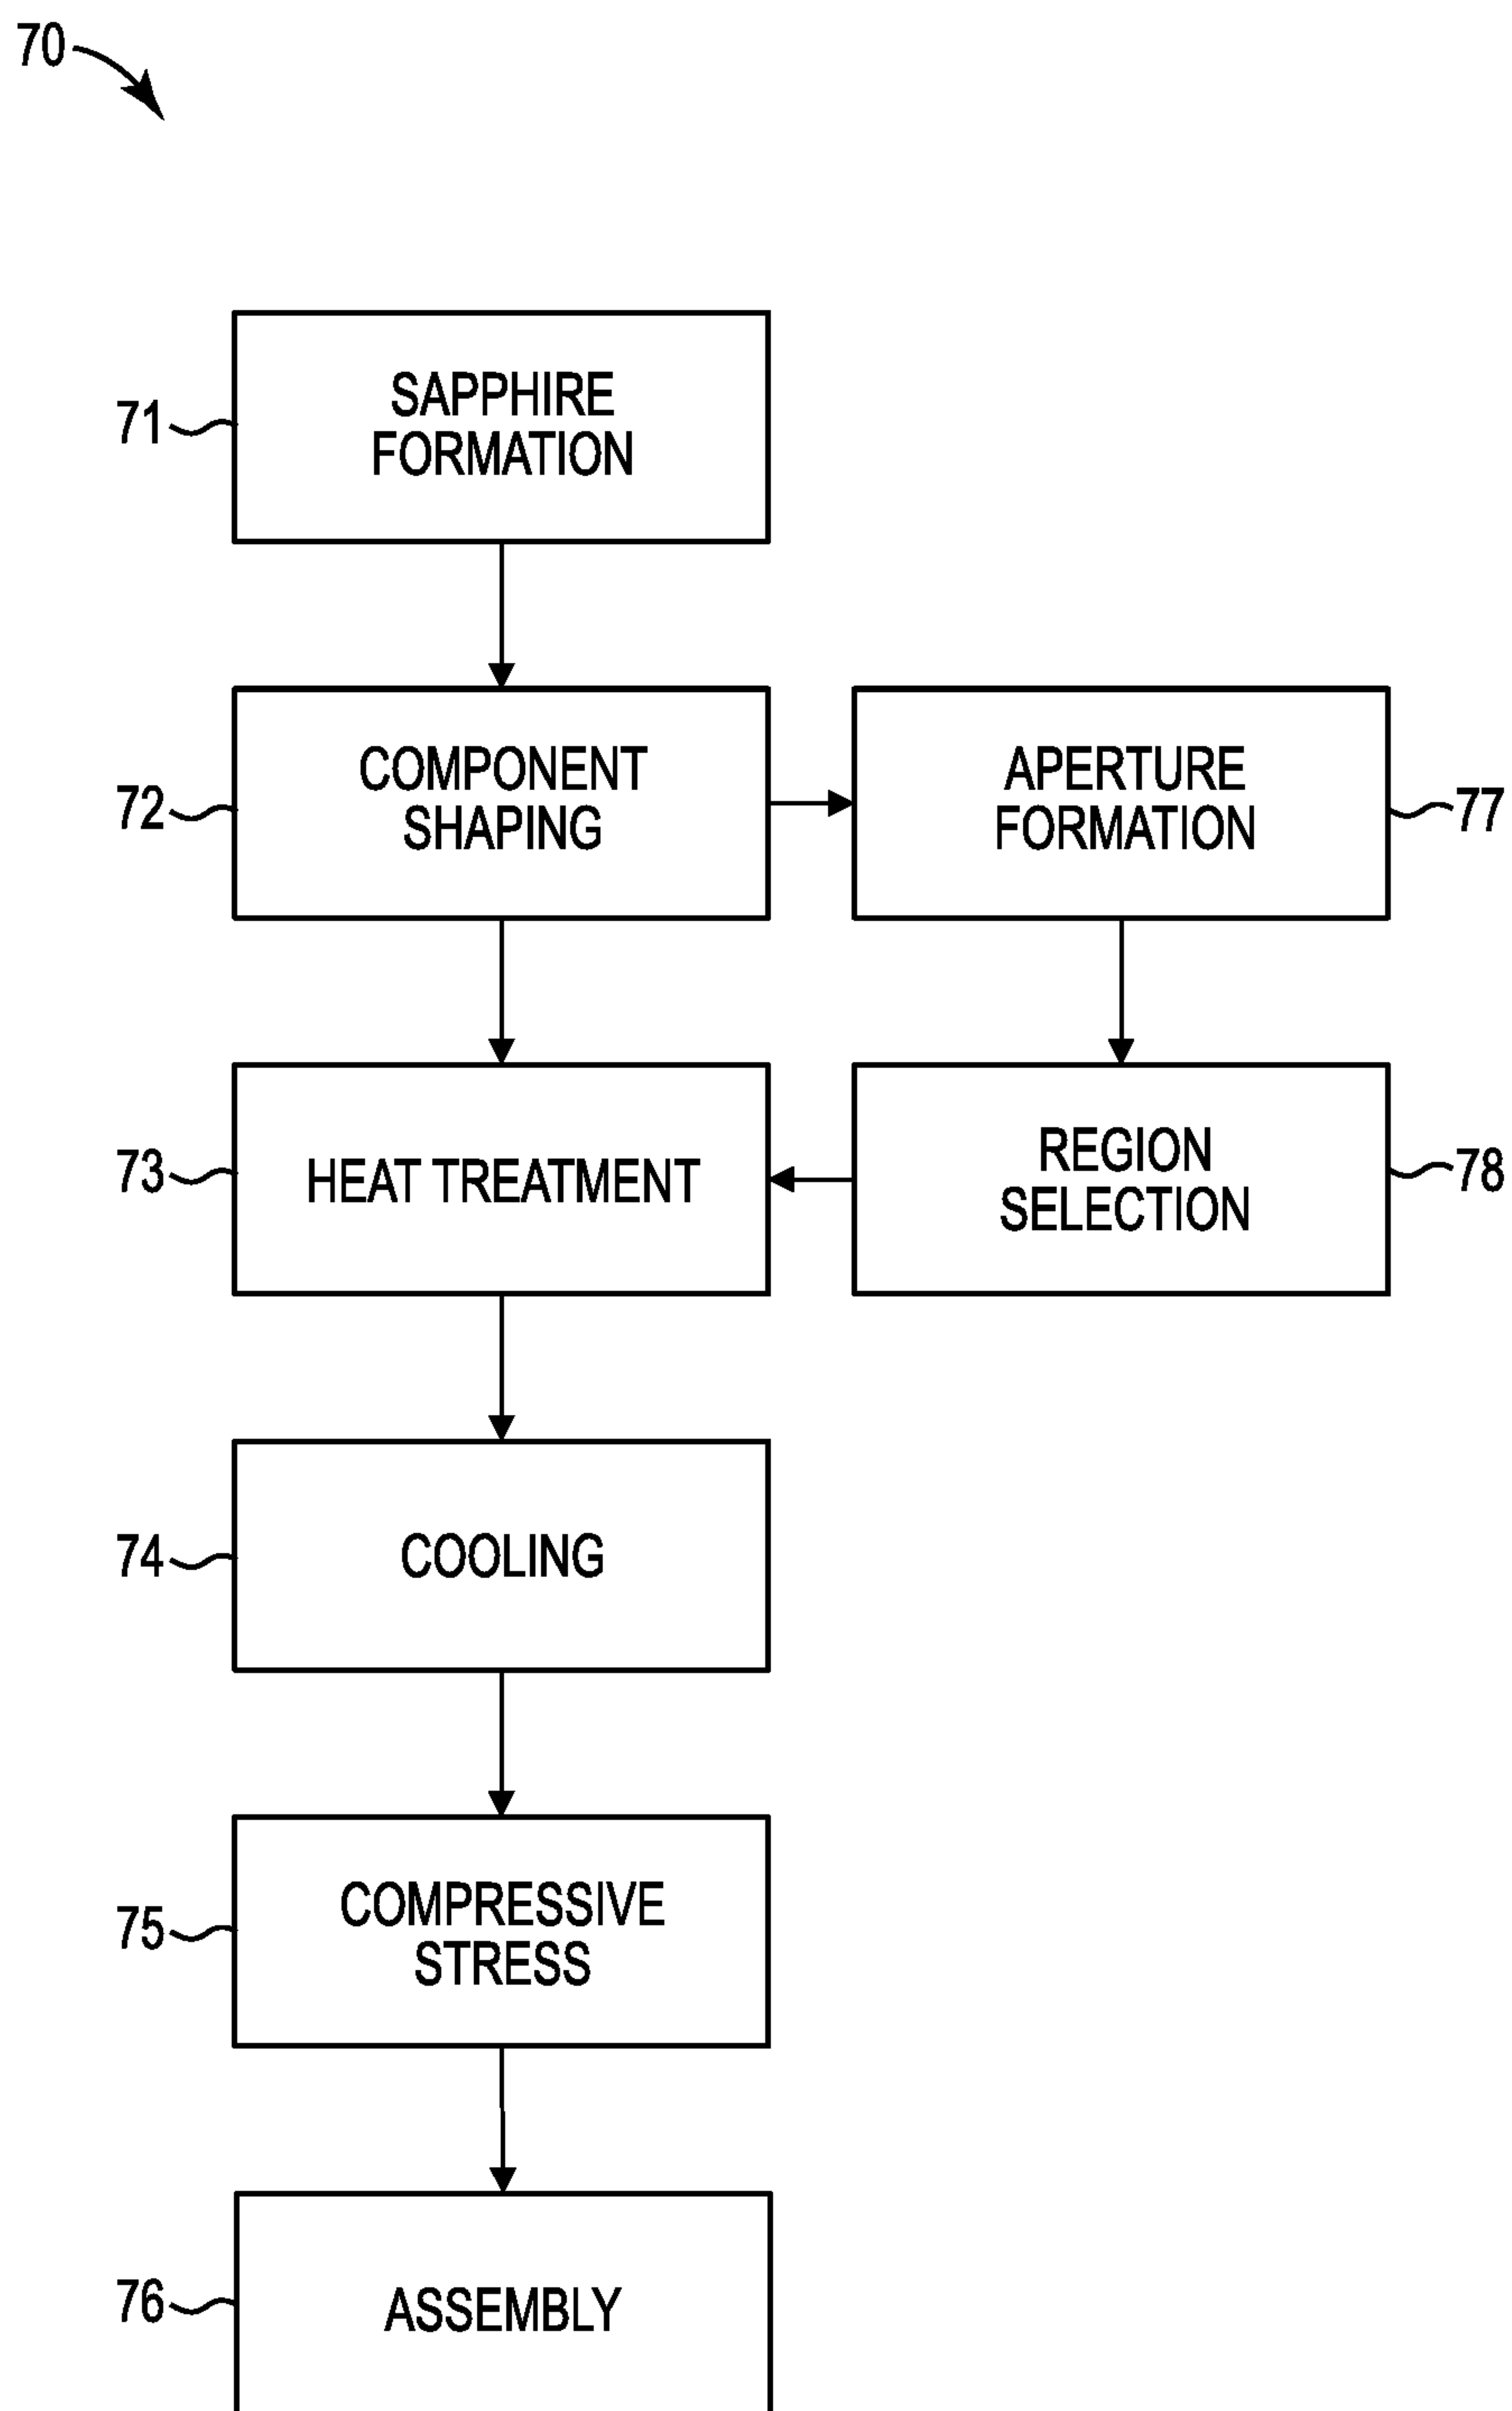 70
71
SAPPHIRE
FORMATION
72
COMPONENT
SHAPING
APERTURE
FORMATION
77
73
HEAT TREATMENT
REGION
SELECTION
78
74
COOLING
75
COMPRESSIVE
STRESS
76
ASSEMBLY